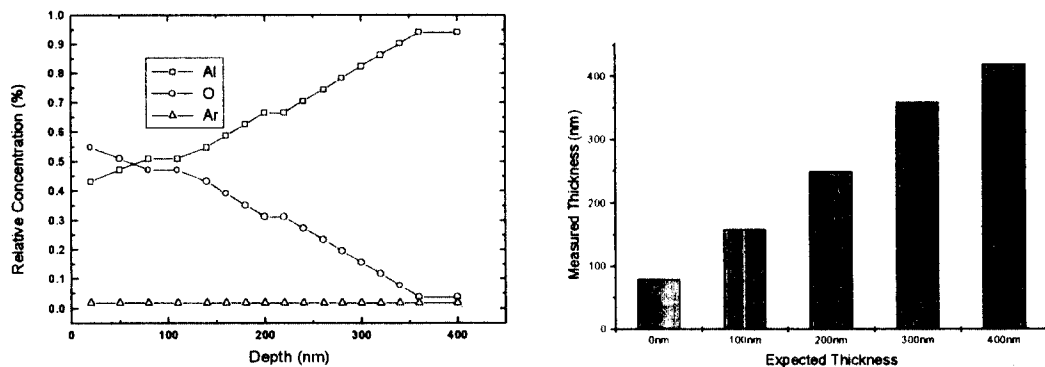 1.0
0.9
0.8
0.7
0.6
0.5
0.4
0.3
0.2
0.1
0.0
Relative Concentration (%)
Al
O
Ar
0
100
200
300
400
Depth (nm)
400
300
200
100
0
Measured Thickness (nm)
0nm
100nm
200nm
300nm
400nm
Expected Thickness